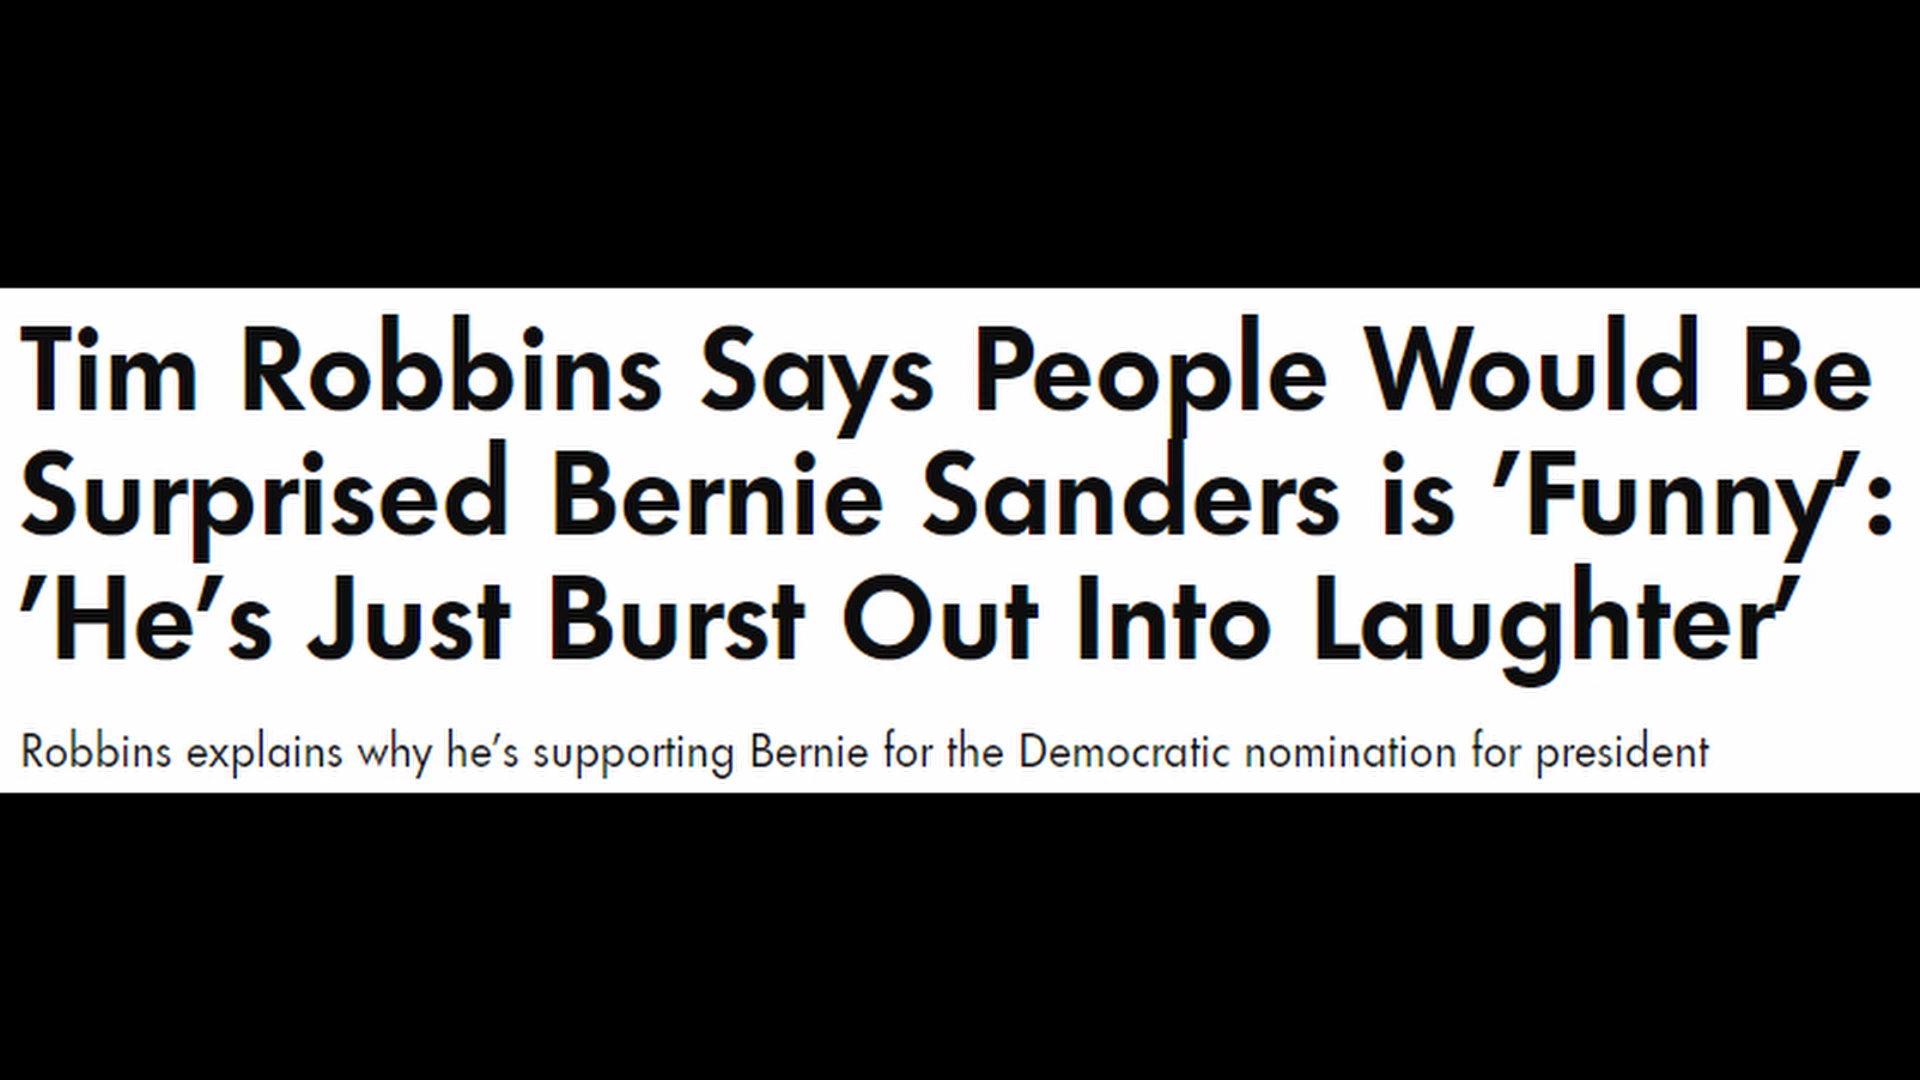 Tim Robbins Says People Would Be
Surprised Bernie Sanders is ’Funny’:
’He’s Just Burst Out Into Laughter’
Robbins explains why he’s supporting Bernie for the Democratic nomination for president